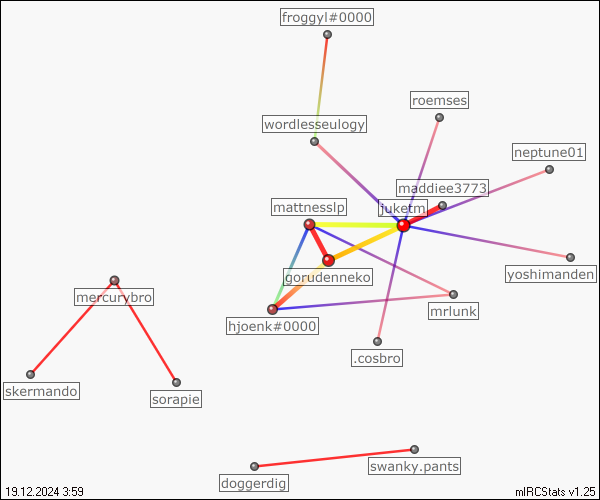 froggyl#0000
roemses
wordlesseulogy
neptune01
maddiee3773
mattnesslp
juketm
gorudenneko
yoshimanden
mercurybro
mrlunk
hjoenk#0000
.cosbro
skermando
sorapie
swanky.pants
doggerdig
19.12.2024 3:59
mIRCStats v1.25